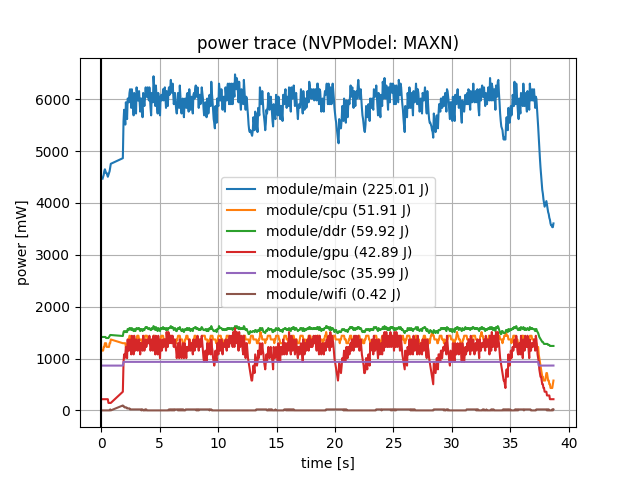 power trace (NVPModel: MAXN)
power [mW]
6000
5000
4000
3000
2000
1000
0
module/main (225.01 J)
module/cpu (51.91 J)
module/ddr (59.92 J)
module/gpu (42.89 J)
module/soc (35.99 J)
module/wifi (0.42 J)
0 5 10 15 20 25 30 35 40
time [s]